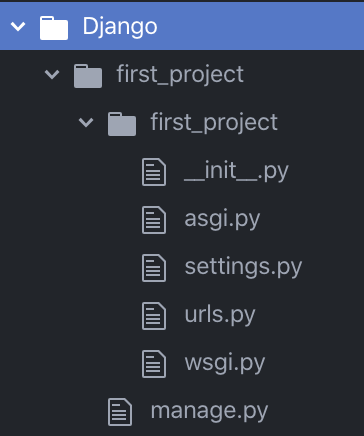 Django
first_project
first_project
__init__.py
asgi.py
settings.py
urls.py
wsgi.py
manage.py